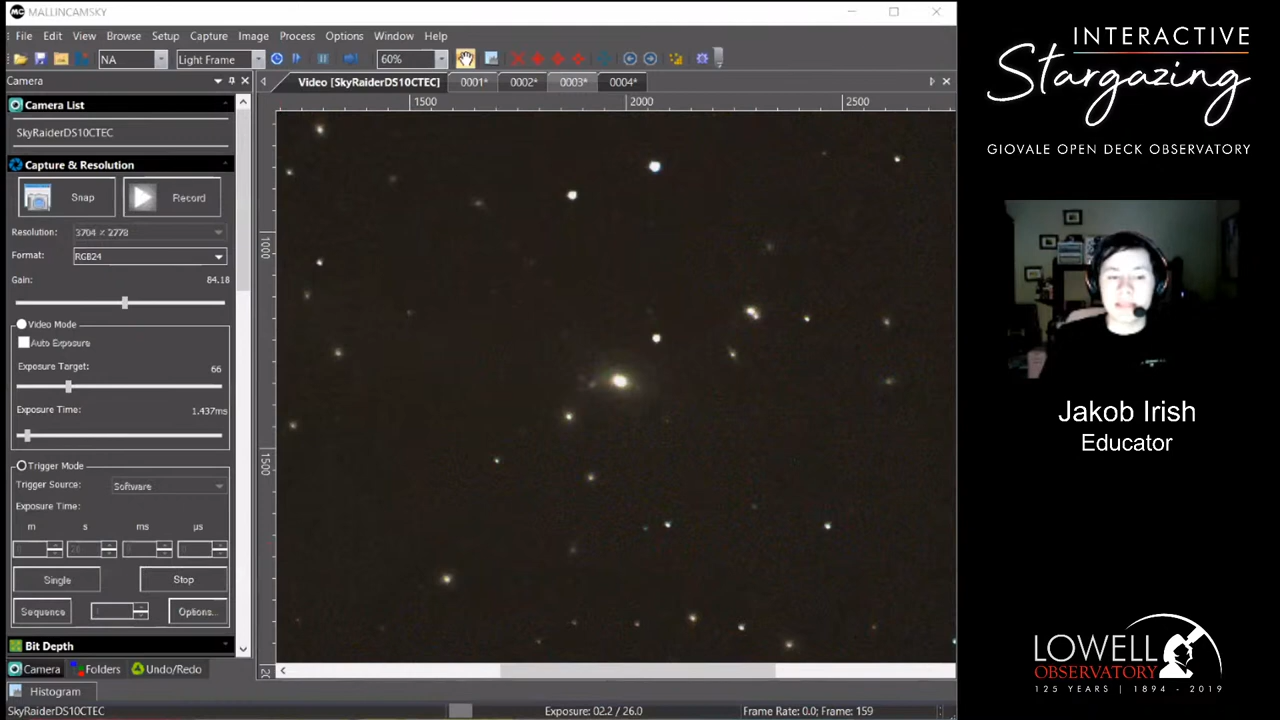 MALLINCAMSKY
File Edit View Browse Setup Capture Image Process Options Window Help
NA Light Frame 60%
Camera
Video [SkyRaiderDS10CTEC] 0001* 0002* 0003* 0004*
1500 2000 2500
Camera List
SkyRaiderDS10CTEC
Capture & Resolution
Snap Record
Resolution: 3704 × 2778
Format: RGB24
Gain: 84.18
Video Mode
Auto Exposure
Exposure Target: 66
Exposure Time: 1.437ms
Trigger Mode
Trigger Source: Software
Exposure Time:
m s ms µs
Single Stop
Sequence Options...
Bit Depth
Camera Folders Undo/Redo
Histogram
SkyRaiderDS10CTEC Exposure: 02.2 / 26.0 Frame Rate: 0.0; Frame: 159
1000
1500
INTERACTIVE
Stargazing
GIOVALE OPEN DECK OBSERVATORY
Jakob Irish
Educator
LOWELL
OBSERVATORY
125 YEARS | 1894 - 2019